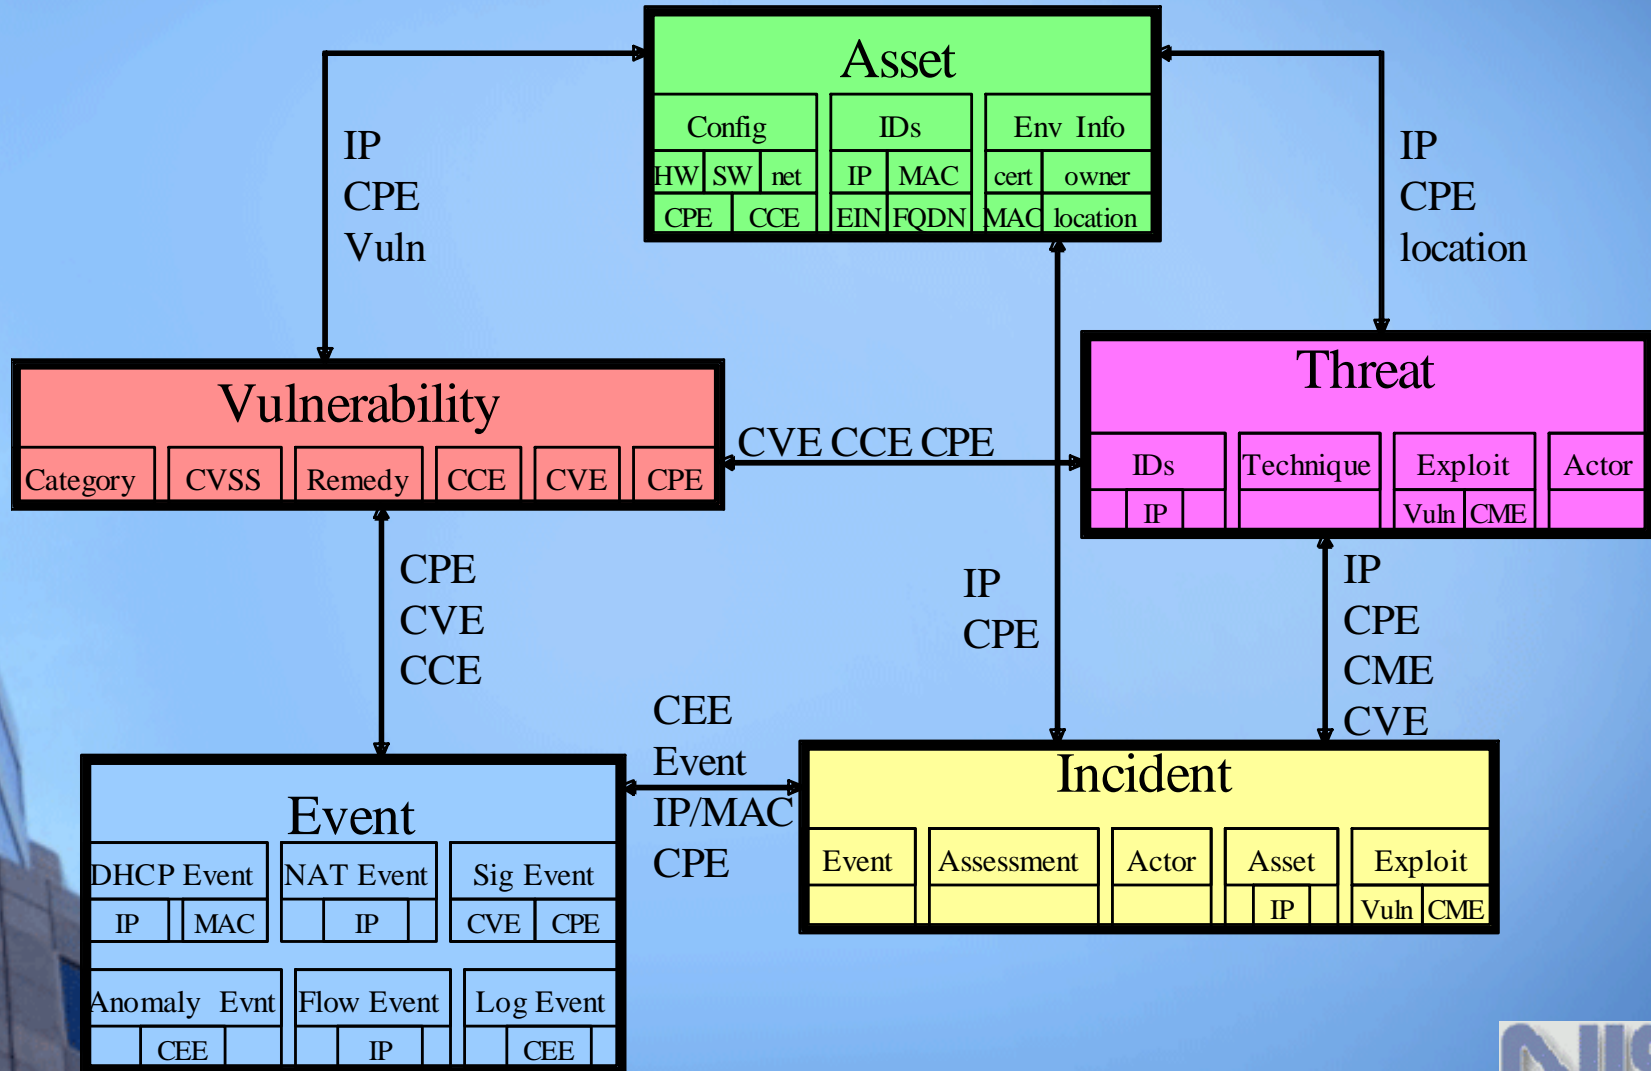 Asset
Config IDs Env Info
HW SW net IP MAC cert owner
CPE CCE EIN FQDN MAC location
IP
CPE
Vuln
IP
CPE
location
Vulnerability
Category CVSS Remedy CCE CVE CPE
CVE CCE CPE
Threat
IDs Technique Exploit Actor
IP Vuln CME
CPE
CVE
CCE
IP
CPE
IP
CPE
CME
CVE
CEE
Event
IP/MAC
CPE
Event
DHCP Event NAT Event Sig Event
IP MAC IP CVE CPE
Anomaly Evnt Flow Event Log Event
CEE IP CEE
Incident
Event Assessment Actor Asset Exploit
IP Vuln CME